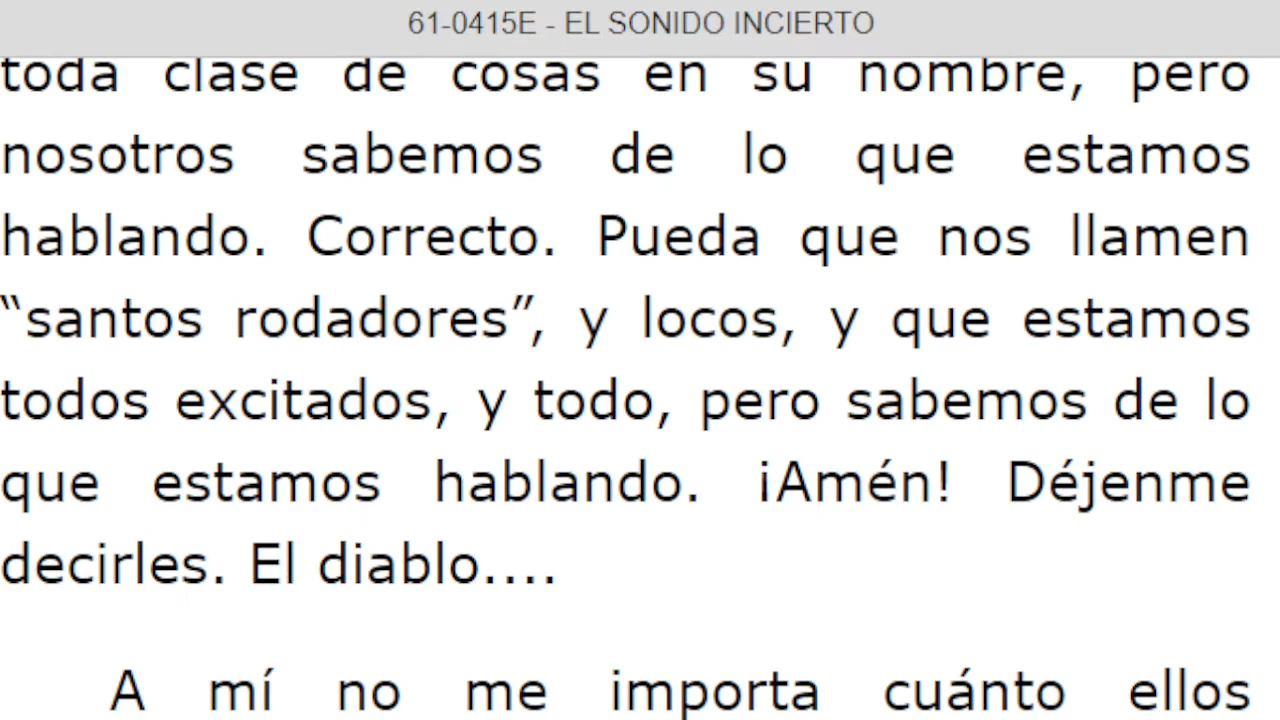 61-0415E - EL SONIDO INCIERTO
toda clase de cosas en su nombre, pero
nosotros sabemos de lo que estamos
hablando. Correcto. Pueda que nos llamen
“santos rodadores”, y locos, y que estamos
todos excitados, y todo, pero sabemos de lo
que estamos hablando. ¡Amén! Déjenme
decirles. El diablo....
A mí no me importa cuánto ellos